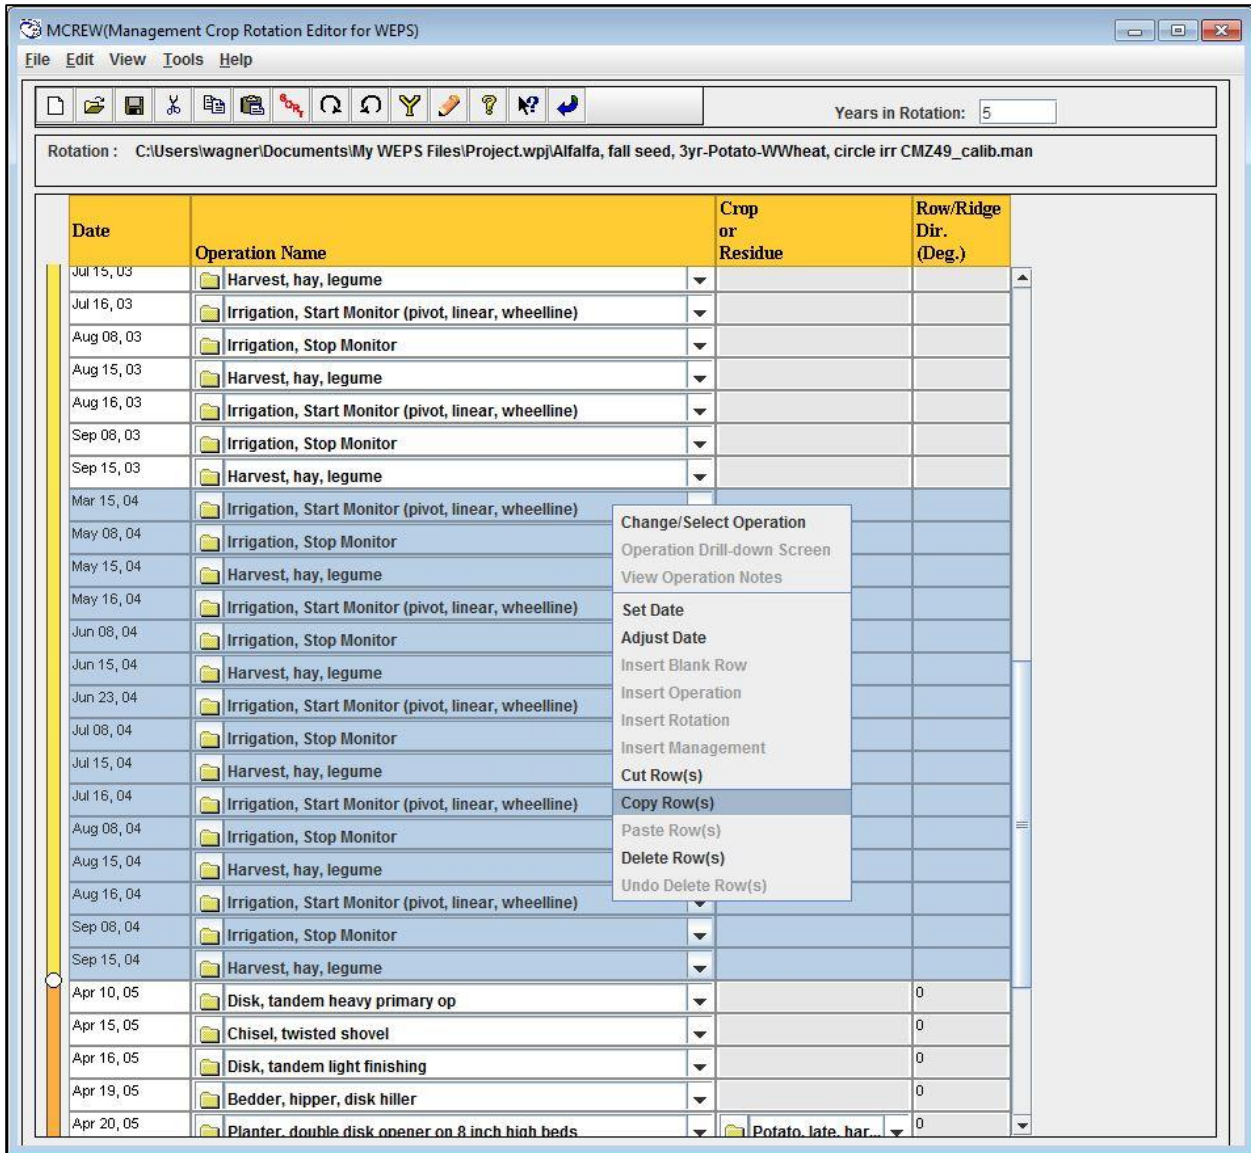 MCREW(Management Crop Rotation Editor for WEPS)
File Edit View Tools Help
SORT
Years in Rotation: 5
Rotation : C:\Users\wagner\Documents\My WEPS Files\Project.wpj\Alfalfa, fall seed, 3yr-Potato-WWheat, circle irr CMZ49_calib.man
Date Operation Name Crop or Residue Row/Ridge Dir. (Deg.)
Jul 15, 03 Harvest, hay, legume
Jul 16, 03 Irrigation, Start Monitor (pivot, linear, wheelline)
Aug 08, 03 Irrigation, Stop Monitor
Aug 15, 03 Harvest, hay, legume
Aug 16, 03 Irrigation, Start Monitor (pivot, linear, wheelline)
Sep 08, 03 Irrigation, Stop Monitor
Sep 15, 03 Harvest, hay, legume
Mar 15, 04 Irrigation, Start Monitor (pivot, linear, wheelline)
May 08, 04 Irrigation, Stop Monitor
May 15, 04 Harvest, hay, legume
May 16, 04 Irrigation, Start Monitor (pivot, linear, wheelline)
Jun 08, 04 Irrigation, Stop Monitor
Jun 15, 04 Harvest, hay, legume
Jun 23, 04 Irrigation, Start Monitor (pivot, linear, wheelline)
Jul 08, 04 Irrigation, Stop Monitor
Jul 15, 04 Harvest, hay, legume
Jul 16, 04 Irrigation, Start Monitor (pivot, linear, wheelline)
Aug 08, 04 Irrigation, Stop Monitor
Aug 15, 04 Harvest, hay, legume
Aug 16, 04 Irrigation, Start Monitor (pivot, linear, wheelline)
Sep 08, 04 Irrigation, Stop Monitor
Sep 15, 04 Harvest, hay, legume
Apr 10, 05 Disk, tandem heavy primary op 0
Apr 15, 05 Chisel, twisted shovel 0
Apr 16, 05 Disk, tandem light finishing 0
Apr 19, 05 Bedder, hipper, disk hiller 0
Apr 20, 05 Planter, double disk opener on 8 inch high beds Potato, late, har... 0
Change/Select Operation
Operation Drill-down Screen
View Operation Notes
Set Date
Adjust Date
Insert Blank Row
Insert Operation
Insert Rotation
Insert Management
Cut Row(s)
Copy Row(s)
Paste Row(s)
Delete Row(s)
Undo Delete Row(s)